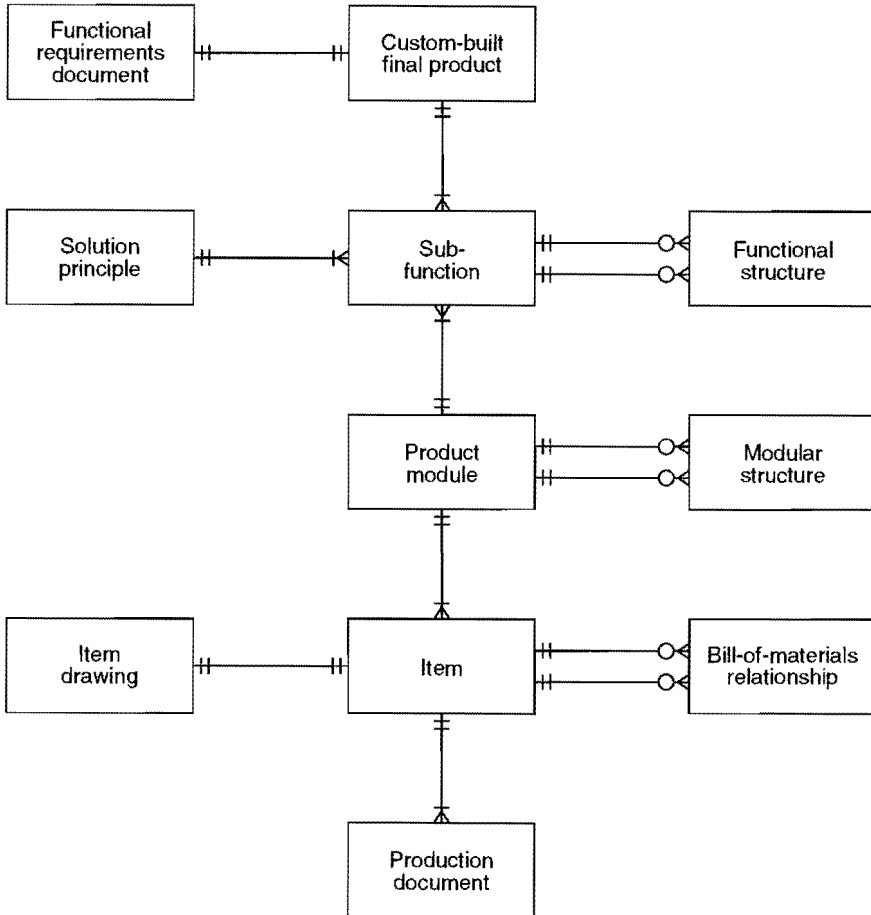 Functional
requirements
document
Custom-built
final product
Solution
principle
Sub-
function
Functional
structure
Product
module
Modular
structure
Item
drawing
Item
Bill-of-materials
relationship
Production
document